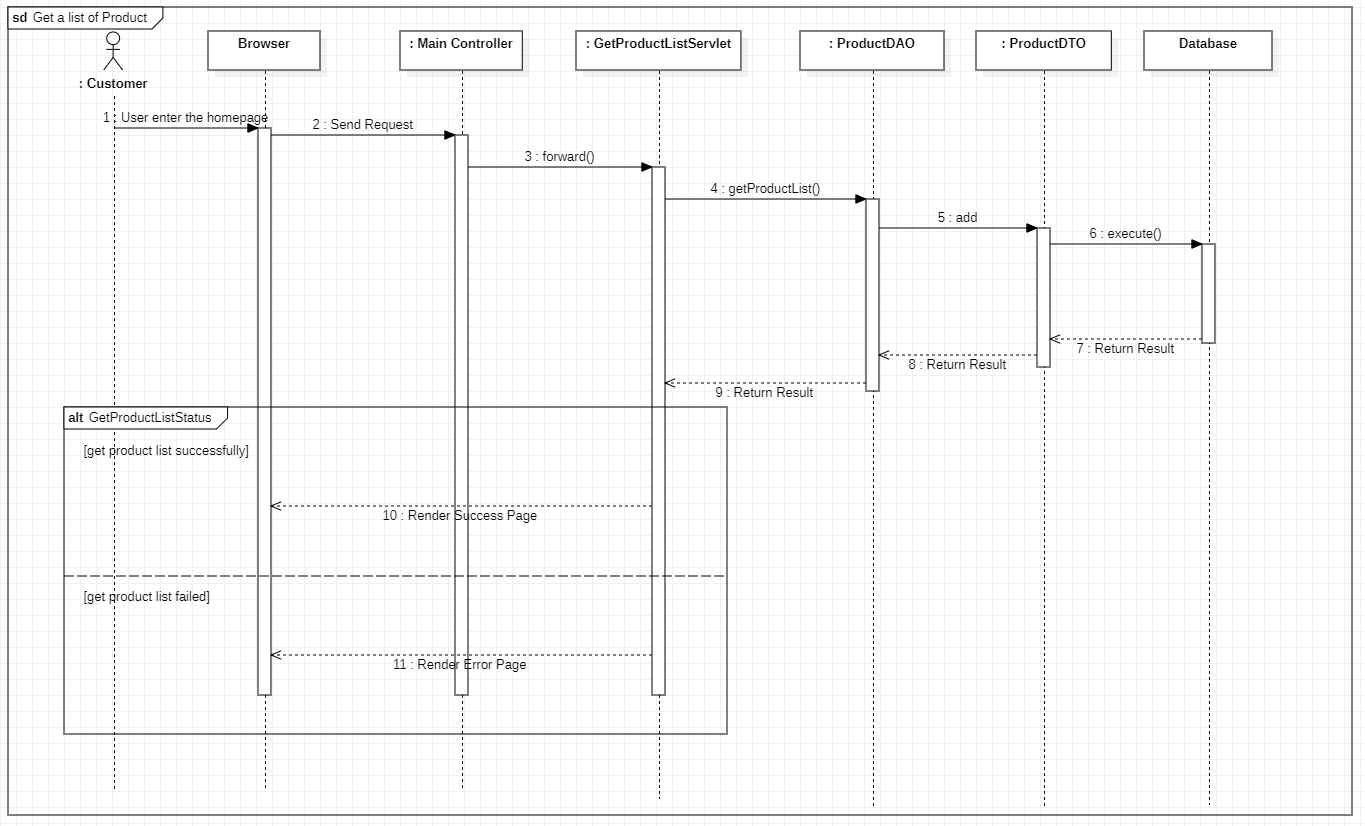 sd Get a list of Product
: Customer
Browser
: Main Controller
: GetProductListServlet
: ProductDAO
: ProductDTO
Database
1 : User enter the homepage
2 : Send Request
3 : forward()
4 : getProductList()
5 : add
6 : execute()
7 : Return Result
8 : Return Result
9 : Return Result
alt GetProductListStatus
[get product list successfully]
10 : Render Success Page
[get product list failed]
11 : Render Error Page